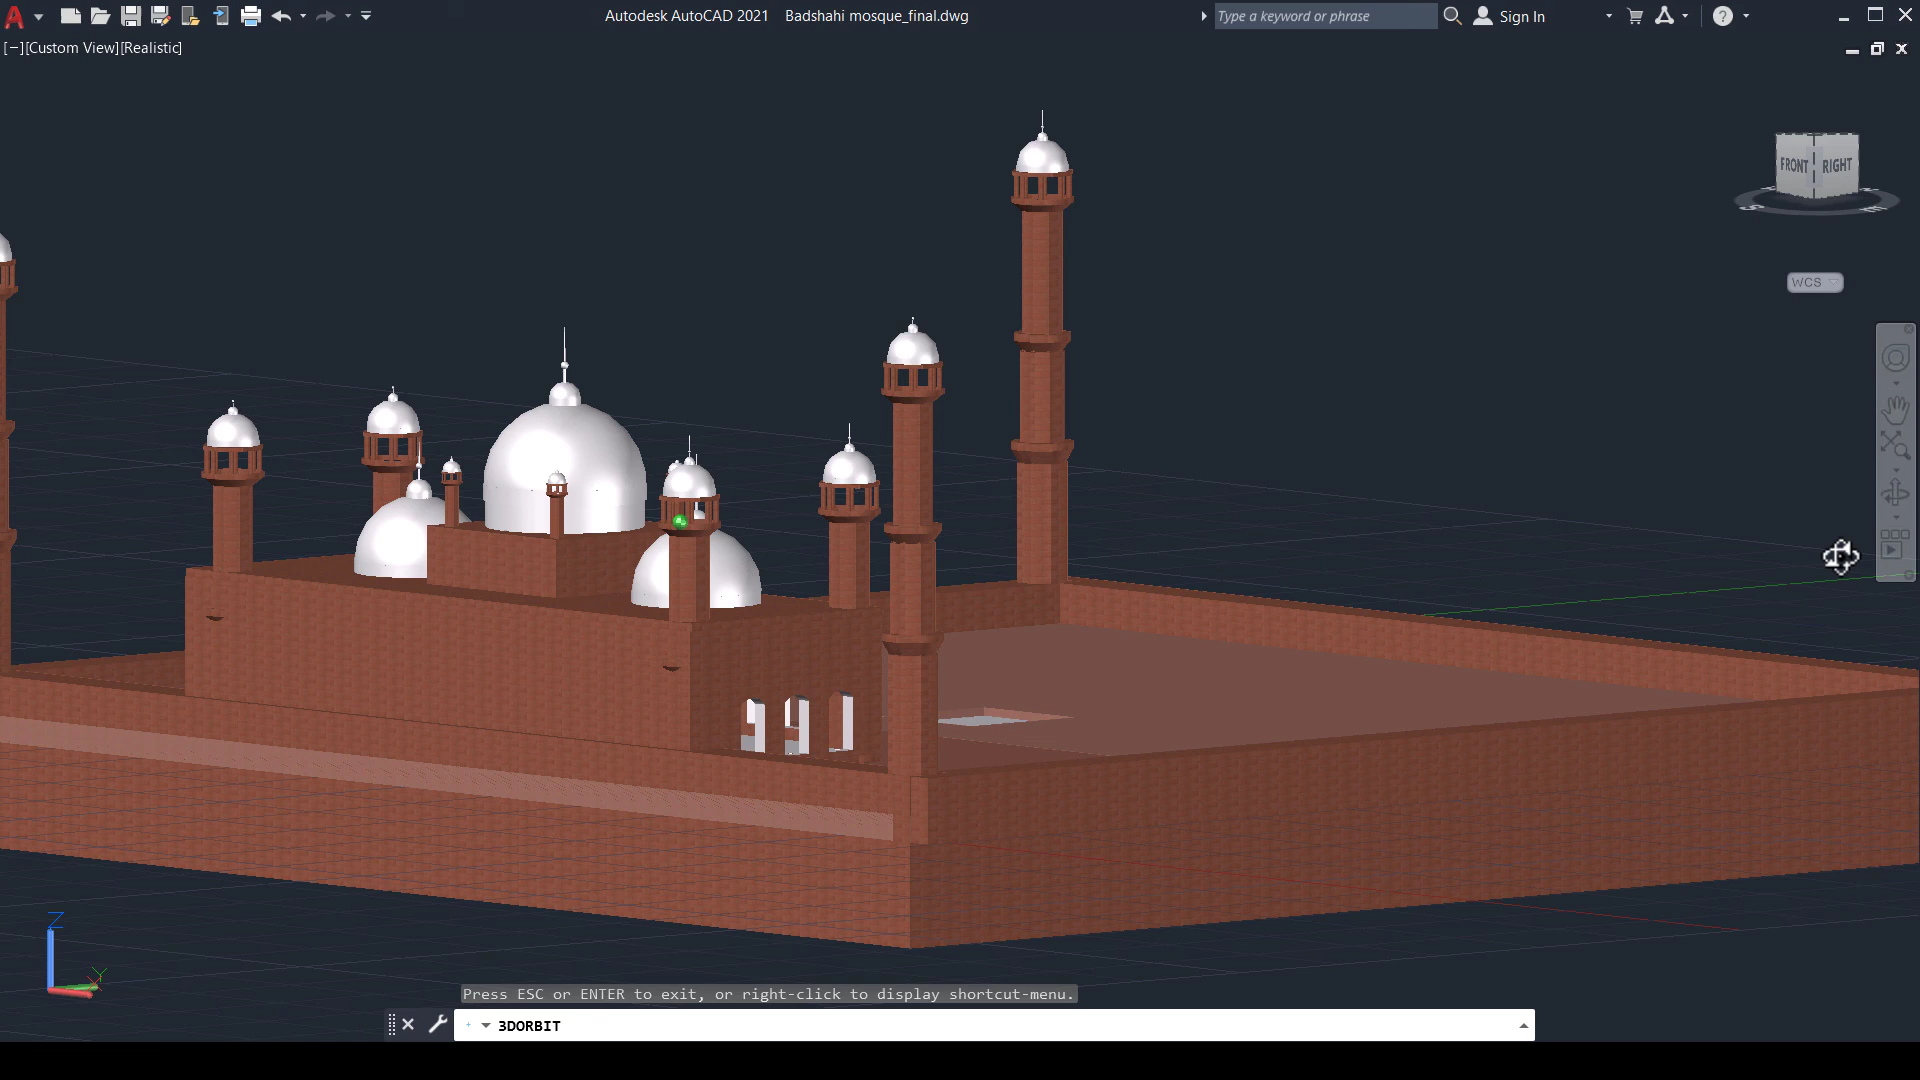 Autodesk AutoCAD 2021 Badshahi mosque_final.dwg
Type a keyword or phrase
Sign In
[−][Custom View][Realistic]
FRONT RIGHT
S E
WCS
Z
Y
X
Press ESC or ENTER to exit, or right-click to display shortcut-menu.
3DORBIT